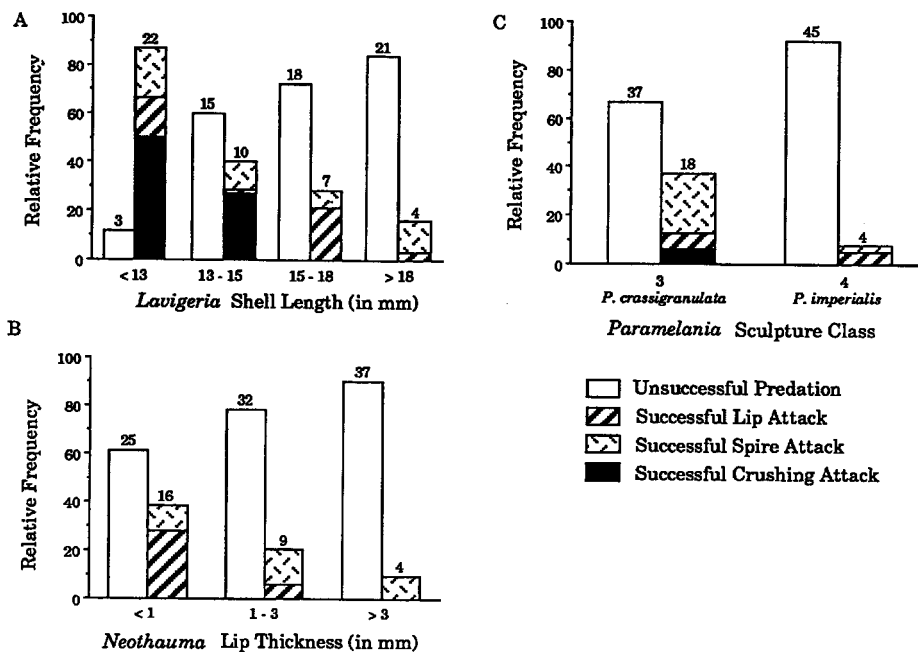 A
100
80
60
40
20
0
Relative Frequency
3
22
15
10
18
7
21
4
< 13
13 - 15
15 - 18
> 18
Lavigeria Shell Length (in mm)
B
100
80
60
40
20
0
Relative Frequency
25
16
32
9
37
4
< 1
1 - 3
> 3
Neothauma Lip Thickness (in mm)
C
100
80
60
40
20
0
Relative Frequency
37
18
45
4
3
4
P. crassigranulata
P. imperialis
Paramelania Sculpture Class
Unsuccessful Predation
Successful Lip Attack
Successful Spire Attack
Successful Crushing Attack